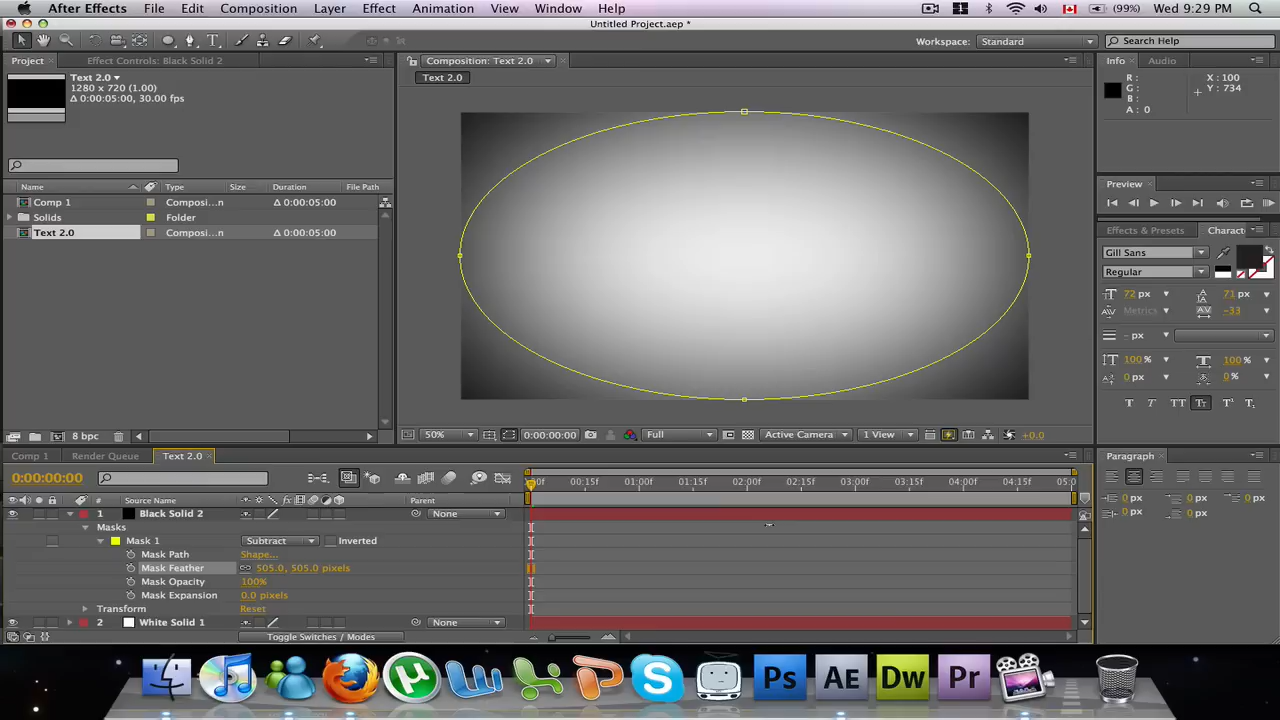 After Effects File Edit Composition Layer Effect Animation View Window Help (99%) Wed 9:29 PM
Untitled Project.aep *
Workspace: Standard Search Help
Project Effect Controls: Black Solid 2 Composition: Text 2.0 Info Audio
Text 2.0
1280 x 720 (1.00)
Δ 0:00:05:00, 30.00 fps
Text 2.0
R: X: 100
G: Y: 734
B:
A: 0
Preview
Name Type Size Duration File Path
Comp 1 Composi...n Δ 0:00:05:00
Solids Folder
Text 2.0 Composi...n Δ 0:00:05:00
Effects & Presets Charact
Gill Sans
Regular
72 px 71 px
Metrics -33
- px
100% 100%
0 px 0 %
T T TT TT T¹ T₁
8 bpc
50% 0:00:00:00 Full Active Camera 1 View +0.0
Comp 1 Render Queue Text 2.0
Paragraph
0:00:00:00
:00f 00:15f 01:00f 01:15f 02:00f 02:15f 03:00f 03:15f 04:00f 04:15f 05:0
# Source Name Parent
1 Black Solid 2 None
Masks
Mask 1 Subtract Inverted
Mask Path Shape...
Mask Feather 505.0, 505.0 pixels
Mask Opacity 100%
Mask Expansion 0.0 pixels
Transform Reset
2 White Solid 1 None
Toggle Switches / Modes
0 px 0 px 0 px
0 px 0 px
Ps AE Dw Pr